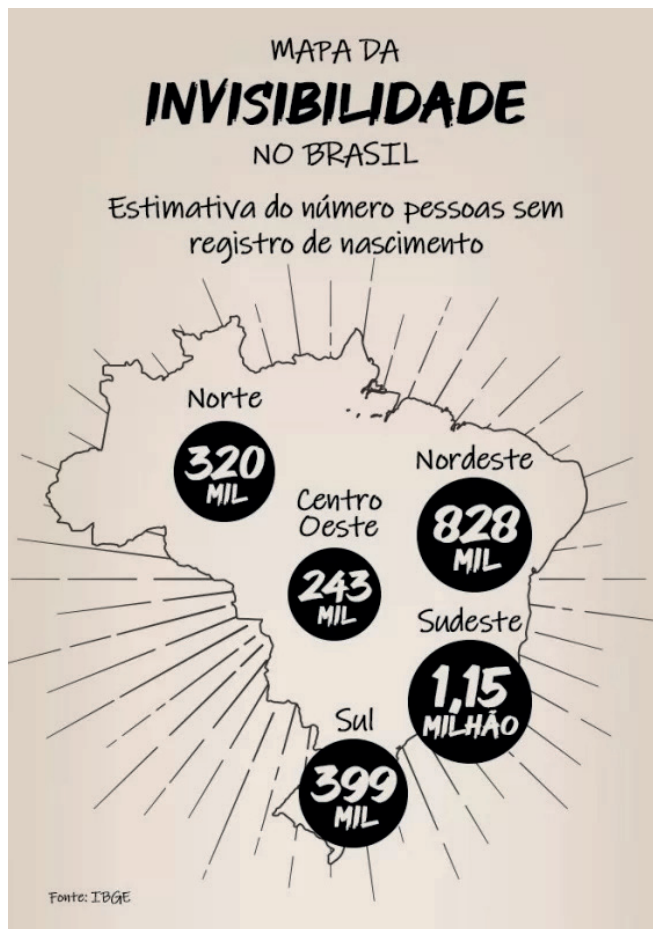 MAPA DA
INVISIBILIDADE
NO BRASIL
Estimativa do número pessoas sem
registro de nascimento
Norte
320
MIL
Nordeste
828
MIL
Centro
Oeste
243
MIL
Sudeste
1,15
MILHÃO
Sul
399
MIL
Fonte: IBGE